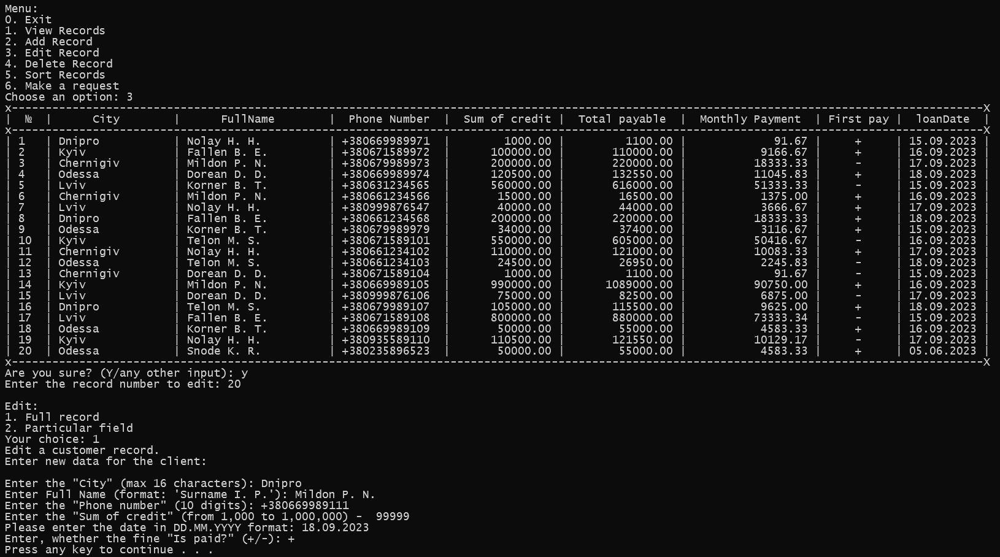 Menu:
0. Exit
1. View Records
2. Add Record
3. Edit Record
4. Delete Record
5. Sort Records
6. Make a request
Choose an option: 3
x------------------------------------------------------------------------------------------------------------------------------------------------X
|  №  |      City        |      FullName        |  Phone Number  |  Sum of credit |  Total payable  |  Monthly Payment  | First pay |  loanDate  |
x------------------------------------------------------------------------------------------------------------------------------------------------X
| 1   | Dnipro           | Nolay H. H.          | +380669989971  |        1000.00 |         1100.00 |             91.67 |     +     | 15.09.2023 |
| 2   | Kyiv             | Fallen B. E.         | +380671589972  |      100000.00 |       110000.00 |           9166.67 |     +     | 16.09.2023 |
| 3   | Chernigiv        | Mildon P. N.         | +380679989973  |      200000.00 |       220000.00 |          18333.33 |     -     | 17.09.2023 |
| 4   | Odessa           | Dorean D. D.         | +380669989974  |      120500.00 |       132550.00 |          11045.83 |     +     | 18.09.2023 |
| 5   | Lviv             | Korner B. T.         | +380631234565  |      560000.00 |       616000.00 |          51333.33 |     -     | 15.09.2023 |
| 6   | Chernigiv        | Mildon P. N.         | +380661234566  |       15000.00 |        16500.00 |           1375.00 |     +     | 16.09.2023 |
| 7   | Lviv             | Nolay H. H.          | +380999876547  |       40000.00 |        44000.00 |           3666.67 |     +     | 17.09.2023 |
| 8   | Dnipro           | Fallen B. E.         | +380661234568  |      200000.00 |       220000.00 |          18333.33 |     +     | 18.09.2023 |
| 9   | Odessa           | Korner B. T.         | +380679989979  |       34000.00 |        37400.00 |           3116.67 |     +     | 15.09.2023 |
| 10  | Kyiv             | Telon M. S.          | +380671589101  |      550000.00 |       605000.00 |          50416.67 |     -     | 16.09.2023 |
| 11  | Chernigiv        | Nolay H. H.          | +380661234102  |      110000.00 |       121000.00 |          10083.33 |     +     | 17.09.2023 |
| 12  | Odessa           | Telon M. S.          | +380661234103  |       24500.00 |        26950.00 |           2245.83 |     -     | 18.09.2023 |
| 13  | Chernigiv        | Dorean D. D.         | +380671589104  |        1000.00 |         1100.00 |             91.67 |     -     | 15.09.2023 |
| 14  | Kyiv             | Mildon P. N.         | +380669989105  |      990000.00 |      1089000.00 |          90750.00 |     +     | 16.09.2023 |
| 15  | Lviv             | Dorean D. D.         | +380999876106  |       75000.00 |        82500.00 |           6875.00 |     -     | 17.09.2023 |
| 16  | Dnipro           | Telon M. S.          | +380679989107  |      105000.00 |       115500.00 |           9625.00 |     +     | 18.09.2023 |
| 17  | Lviv             | Fallen B. E.         | +380671589108  |      800000.00 |       880000.00 |          73333.34 |     -     | 15.09.2023 |
| 18  | Odessa           | Korner B. T.         | +380669989109  |       50000.00 |        55000.00 |           4583.33 |     +     | 16.09.2023 |
| 19  | Kyiv             | Nolay H. H.          | +380935589110  |      110500.00 |       121550.00 |          10129.17 |     -     | 17.09.2023 |
| 20  | Odessa           | Snode K. R.          | +380235896523  |       50000.00 |        55000.00 |           4583.33 |     +     | 05.06.2023 |
x------------------------------------------------------------------------------------------------------------------------------------------------X
Are you sure? (Y/any other input): y
Enter the record number to edit: 20
Edit:
1. Full record
2. Particular field
Your choice: 1
Edit a customer record.
Enter new data for the client:
Enter the "City" (max 16 characters): Dnipro
Enter Full Name (format: 'Surname I. P.'): Mildon P. N.
Enter the "Phone number" (10 digits): +380669989111
Enter the "Sum of credit" (from 1,000 to 1,000,000) -  99999
Please enter the date in DD.MM.YYYY format: 18.09.2023
Enter, whether the fine "Is paid?" (+/-): +
Press any key to continue . . .